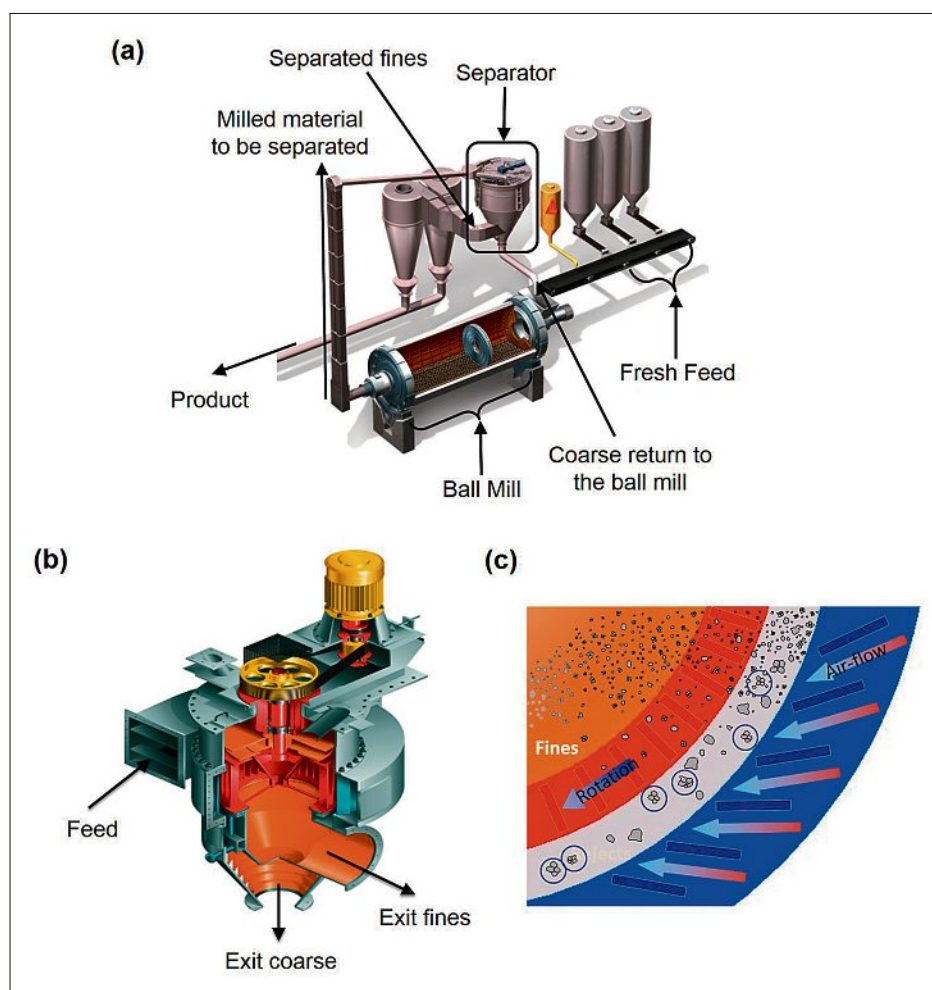 (a)
Separated fines
Separator
Milled material
to be separated
Product
Fresh Feed
Coarse return to
the ball mill
Ball Mill
(b)
(c)
Feed
Exit fines
Exit coarse
Air-flow
Fines
Rotation
Rejects